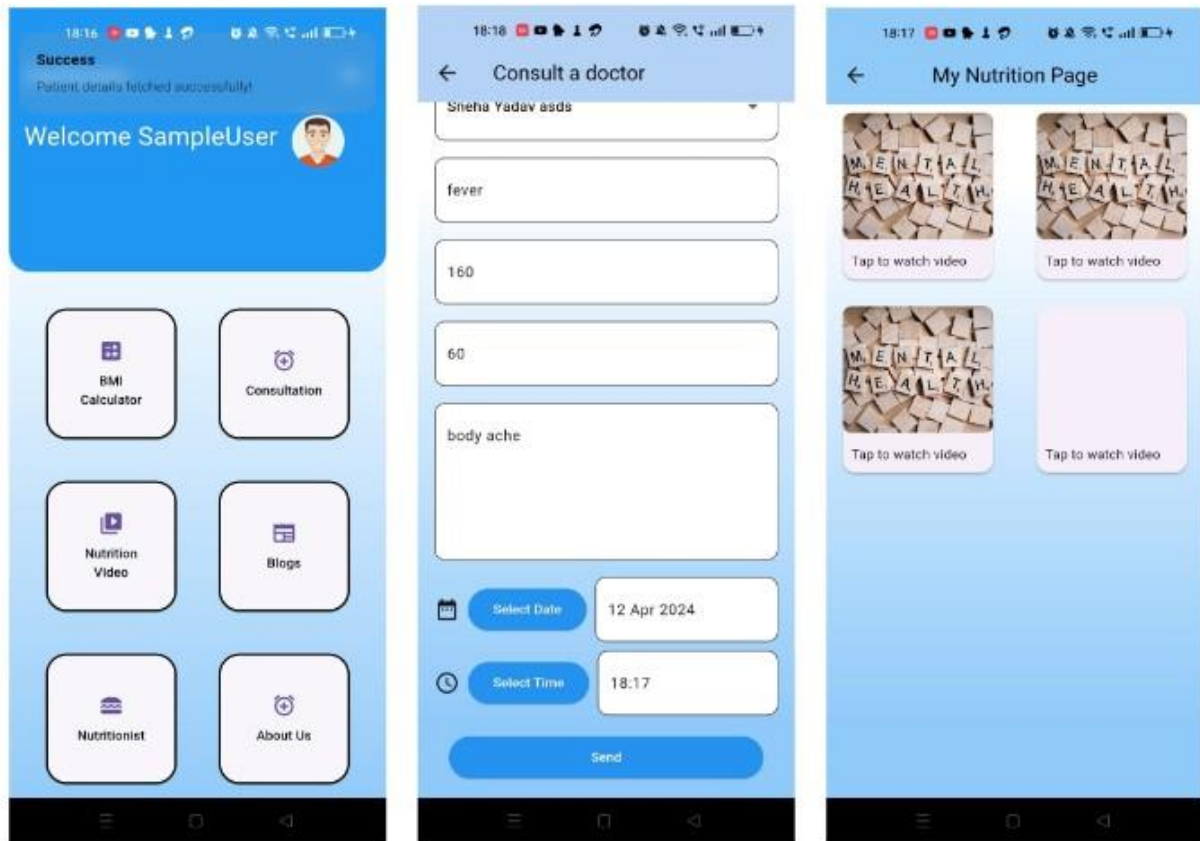 18:16
Success
Patient details fetched successfully!
Welcome SampleUser
BMI
Calculator
Consultation
Nutrition
Video
Blogs
Nutritionist
About Us
18:18
Consult a doctor
Sneha Yadav asds
fever
160
60
body ache
Select Date
12 Apr 2024
Select Time
18:17
Send
18:17
My Nutrition Page
MENTAL
HEALTH
Tap to watch video
MENTAL
HEALTH
Tap to watch video
MENTAL
HEALTH
Tap to watch video
Tap to watch video